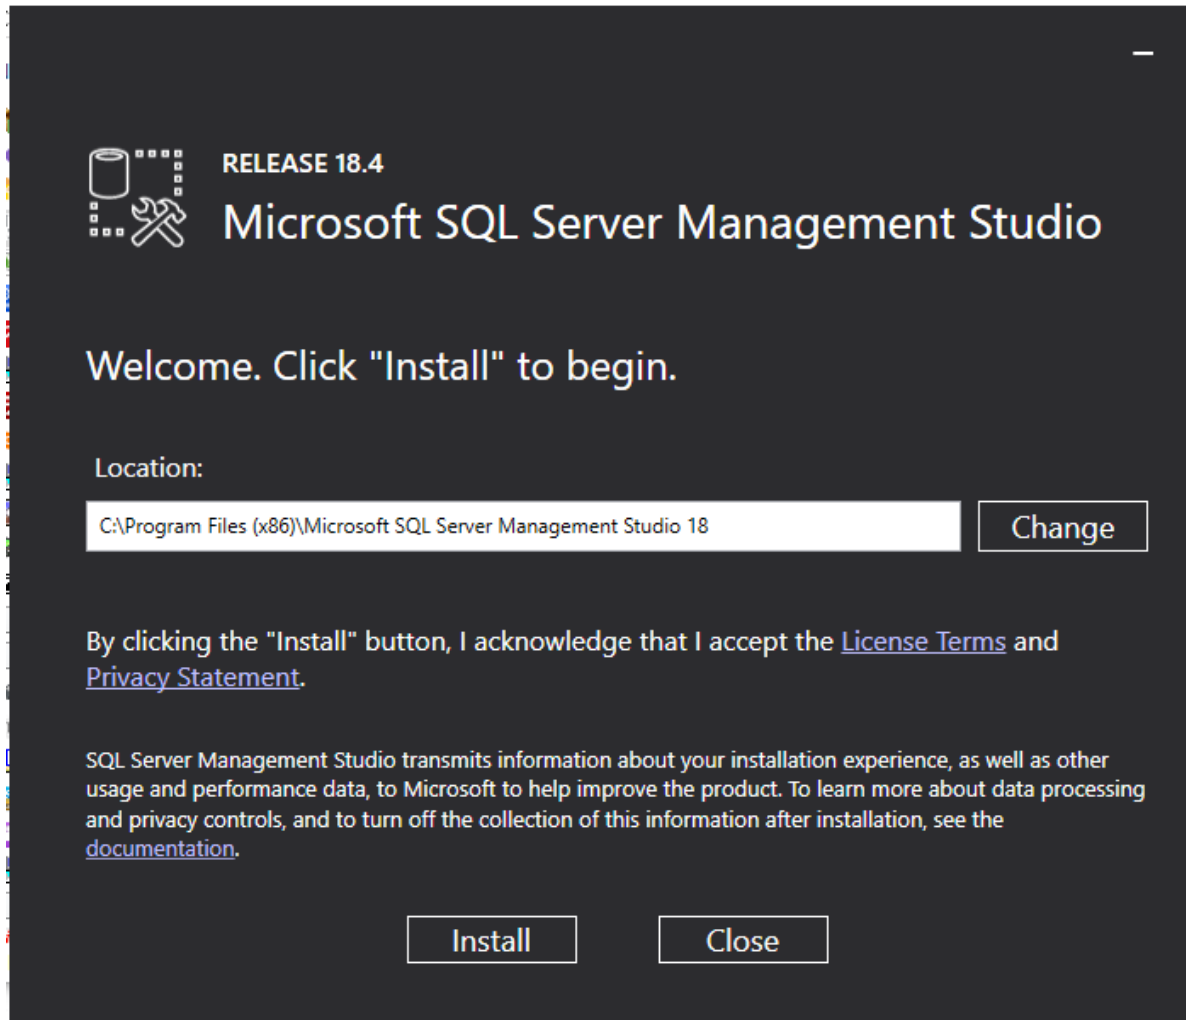 RELEASE 18.4
Microsoft SQL Server Management Studio
Welcome. Click "Install" to begin.
Location:
C:\Program Files (x86)\Microsoft SQL Server Management Studio 18
Change
By clicking the "Install" button, I acknowledge that I accept the License Terms and
Privacy Statement.
SQL Server Management Studio transmits information about your installation experience, as well as other
usage and performance data, to Microsoft to help improve the product. To learn more about data processing
and privacy controls, and to turn off the collection of this information after installation, see the
documentation.
Install
Close